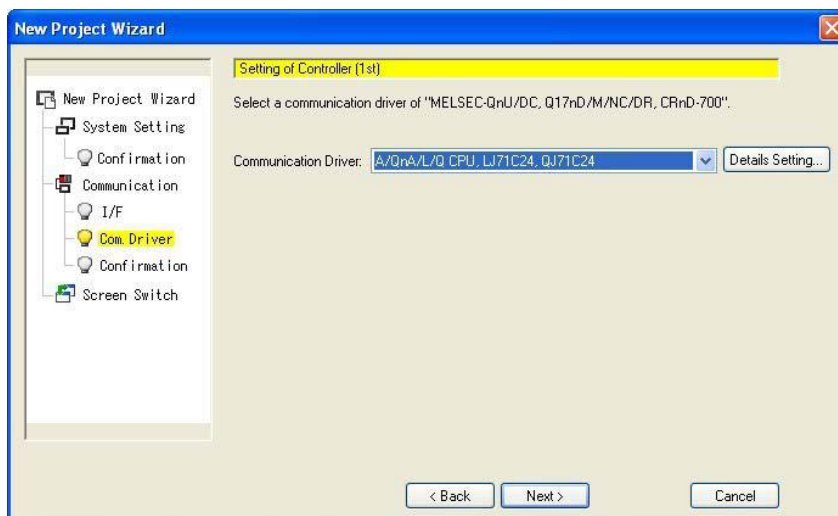 New Project Wizard
New Project Wizard
System Setting
Confirmation
Communication
I/F
Com.Driver
Confirmation
Screen Switch
Setting of Controller (1st)
Select a communication driver of "MELSEC-QnU/DC, Q17nD/M/NC/DR, CRnD-700".
Communication Driver: A/QnA/L/Q CPU, LJ71C24, QJ71C24 Details Setting...
< Back Next > Cancel